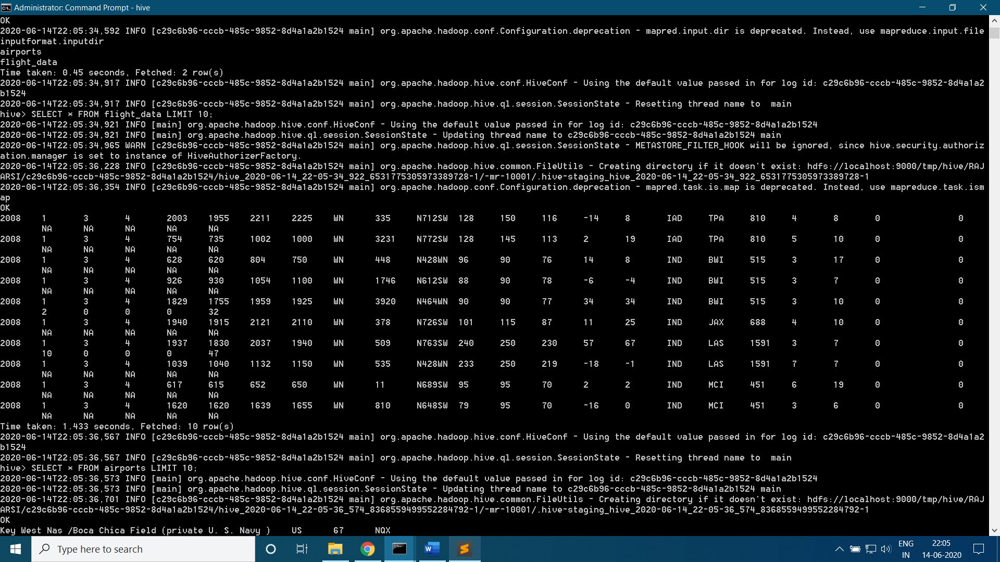 Administrator: Command Prompt - hive
OK
2020-06-14T22:05:34,592 INFO [c29c6b96-cccb-485c-9852-8d4a1a2b1524 main] org.apache.hadoop.conf.Configuration.deprecation - mapred.input.dir is deprecated. Instead, use mapreduce.input.file
inputformat.inputdir
airports
flight_data
Time taken: 0.45 seconds, Fetched: 2 row(s)
2020-06-14T22:05:34,917 INFO [c29c6b96-cccb-485c-9852-8d4a1a2b1524 main] org.apache.hadoop.hive.conf.HiveConf - Using the default value passed in for log id: c29c6b96-cccb-485c-9852-8d4a1a2
b1524
2020-06-14T22:05:34,917 INFO [c29c6b96-cccb-485c-9852-8d4a1a2b1524 main] org.apache.hadoop.hive.ql.session.SessionState - Resetting thread name to  main
hive> SELECT * FROM flight_data LIMIT 10;
2020-06-14T22:05:34,921 INFO [main] org.apache.hadoop.hive.conf.HiveConf - Using the default value passed in for log id: c29c6b96-cccb-485c-9852-8d4a1a2b1524
2020-06-14T22:05:34,921 INFO [main] org.apache.hadoop.hive.ql.session.SessionState - Updating thread name to c29c6b96-cccb-485c-9852-8d4a1a2b1524 main
2020-06-14T22:05:34,965 WARN [c29c6b96-cccb-485c-9852-8d4a1a2b1524 main] org.apache.hadoop.hive.ql.session.SessionState - METASTORE_FILTER_HOOK will be ignored, since hive.security.authoriz
ation.manager is set to instance of HiveAuthorizerFactory.
2020-06-14T22:05:36,228 INFO [c29c6b96-cccb-485c-9852-8d4a1a2b1524 main] org.apache.hadoop.hive.common.FileUtils - Creating directory if it doesn't exist: hdfs://localhost:9000/tmp/hive/RAJ
ARSI/c29c6b96-cccb-485c-9852-8d4a1a2b1524/hive_2020-06-14_22-05-34_922_6531775305973389728-1/-mr-10001/.hive-staging_hive_2020-06-14_22-05-34_922_6531775305973389728-1
2020-06-14T22:05:36,354 INFO [c29c6b96-cccb-485c-9852-8d4a1a2b1524 main] org.apache.hadoop.conf.Configuration.deprecation - mapred.task.is.map is deprecated. Instead, use mapreduce.task.ism
ap
OK
2008 1 3 4 2003 1955 2211 2225 WN 335 N712SW 128 150 116 -14 8 IAD TPA 810 4 8 0 0
NA NA NA NA NA
2008 1 3 4 754 735 1002 1000 WN 3231 N772SW 128 145 113 2 19 IAD TPA 810 5 10 0 0
NA NA NA NA NA
2008 1 3 4 628 620 804 750 WN 448 N428WN 96 90 76 14 8 IND BWI 515 3 17 0 0
NA NA NA NA NA
2008 1 3 4 926 930 1054 1100 WN 1746 N612SW 88 90 78 -6 -4 IND BWI 515 3 7 0 0
NA NA NA NA NA
2008 1 3 4 1829 1755 1959 1925 WN 3920 N464WN 90 90 77 34 34 IND BWI 515 3 10 0 0
2 0 0 0 32
2008 1 3 4 1940 1915 2121 2110 WN 378 N726SW 101 115 87 11 25 IND JAX 688 4 10 0 0
NA NA NA NA NA
2008 1 3 4 1937 1830 2037 1940 WN 509 N763SW 240 250 230 57 67 IND LAS 1591 3 7 0 0
10 0 0 0 47
2008 1 3 4 1039 1040 1132 1150 WN 535 N428WN 233 250 219 -18 -1 IND LAS 1591 7 7 0 0
NA NA NA NA NA
2008 1 3 4 617 615 652 650 WN 11 N689SW 95 95 70 2 2 IND MCI 451 6 19 0 0
NA NA NA NA NA
2008 1 3 4 1620 1620 1639 1655 WN 810 N648SW 79 95 70 -16 0 IND MCI 451 3 6 0 0
NA NA NA NA NA
Time taken: 1.433 seconds, Fetched: 10 row(s)
2020-06-14T22:05:36,567 INFO [c29c6b96-cccb-485c-9852-8d4a1a2b1524 main] org.apache.hadoop.hive.conf.HiveConf - Using the default value passed in for log id: c29c6b96-cccb-485c-9852-8d4a1a2
b1524
2020-06-14T22:05:36,567 INFO [c29c6b96-cccb-485c-9852-8d4a1a2b1524 main] org.apache.hadoop.hive.ql.session.SessionState - Resetting thread name to  main
hive> SELECT * FROM airports LIMIT 10;
2020-06-14T22:05:36,573 INFO [main] org.apache.hadoop.hive.conf.HiveConf - Using the default value passed in for log id: c29c6b96-cccb-485c-9852-8d4a1a2b1524
2020-06-14T22:05:36,573 INFO [main] org.apache.hadoop.hive.ql.session.SessionState - Updating thread name to c29c6b96-cccb-485c-9852-8d4a1a2b1524 main
2020-06-14T22:05:36,701 INFO [c29c6b96-cccb-485c-9852-8d4a1a2b1524 main] org.apache.hadoop.hive.common.FileUtils - Creating directory if it doesn't exist: hdfs://localhost:9000/tmp/hive/RAJ
ARSI/c29c6b96-cccb-485c-9852-8d4a1a2b1524/hive_2020-06-14_22-05-36_574_8368559499552284792-1/-mr-10001/.hive-staging_hive_2020-06-14_22-05-36_574_8368559499552284792-1
OK
Key West Nas /Boca Chica Field (private U. S. Navy ) US 67 NQX
Type here to search
ENG
IN
22:05
14-06-2020